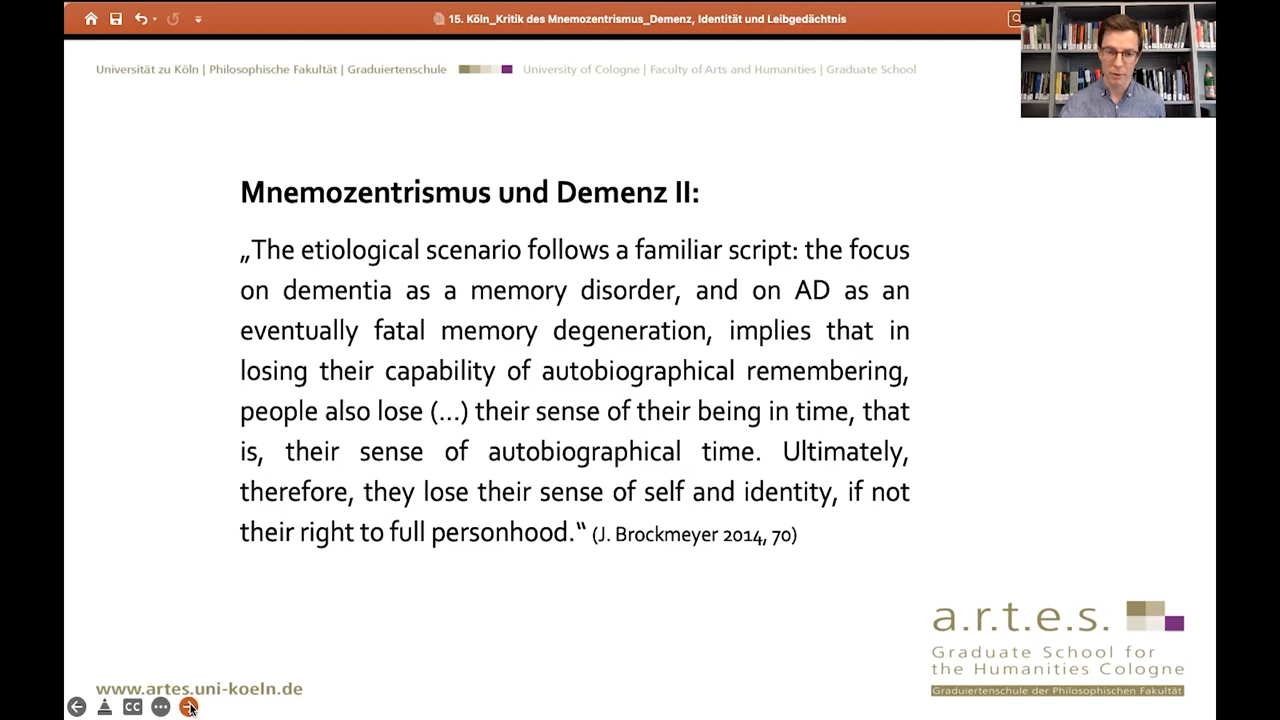 15. Köln_Kritik des Mnemozentrismus_Demenz, Identität und Leibgedächtnis
Universität zu Köln | Philosophische Fakultät | Graduiertenschule
University of Cologne | Faculty of Arts and Humanities | Graduate School
Mnemozentrismus und Demenz II:
„The etiological scenario follows a familiar script: the focus
on dementia as a memory disorder, and on AD as an
eventually fatal memory degeneration, implies that in
losing their capability of autobiographical remembering,
people also lose (...) their sense of their being in time, that
is, their sense of autobiographical time. Ultimately,
therefore, they lose their sense of self and identity, if not
their right to full personhood.“ (J. Brockmeyer 2014, 70)
a.r.t.e.s.
Graduate School for
the Humanities Cologne
Graduiertenschule der Philosophischen Fakultät
www.artes.uni-koeln.de
CC